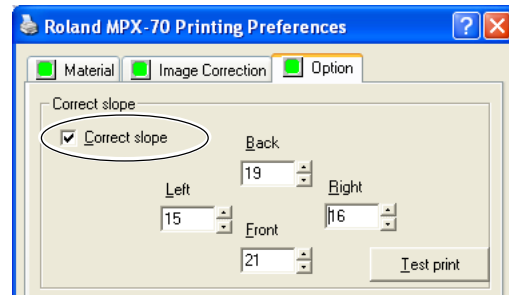 Roland MPX-70 Printing Preferences
Material Image Correction Option
Correct slope
Correct slope
Back
19
Left
Right
15
16
Front
21
Test print